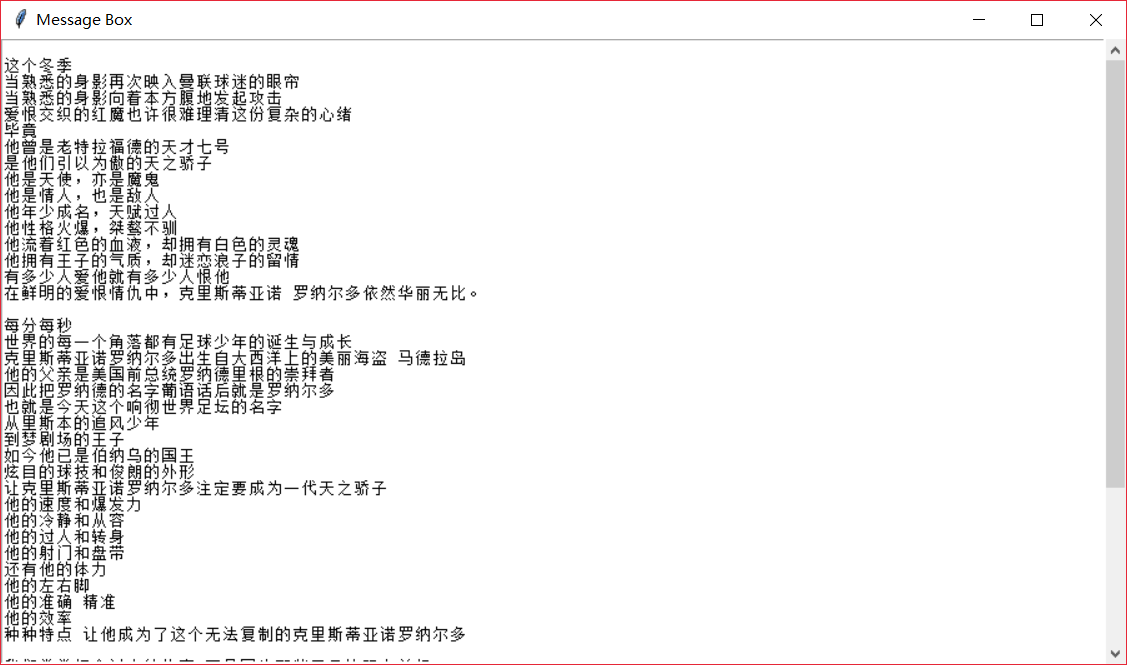 Message Box
这个冬季
当熟悉的身影再次映入曼联球迷的眼帘
当熟悉的身影向着本方腹地发起攻击
爱恨交织的红魔也许很难理清这份复杂的心绪
毕竟
他曾是老特拉福德的天才七号
是他们引以为傲的天之骄子
他是天使，亦是魔鬼
他是情人，也是敌人
他年少成名，天赋过人
他性格火爆，桀骜不驯
他流着红色的血液，却拥有白色的灵魂
他拥有王子的气质，却迷恋浪子的留情
有多少人爱他就有多少人恨他
在鲜明的爱恨情仇中，克里斯蒂亚诺 罗纳尔多依然华丽无比。
每分每秒
世界的每一个角落都有足球少年的诞生与成长
克里斯蒂亚诺罗纳尔多出生自大西洋上的美丽海盗 马德拉岛
他的父亲是美国前总统罗纳德里根的崇拜者
因此把罗纳德的名字葡语话后就是罗纳尔多
也就是今天这个响彻世界足坛的名字
从里斯本的追风少年
到梦剧场的王子
如今他已是伯纳乌的国王
炫目的球技和俊朗的外形
让克里斯蒂亚诺罗纳尔多注定要成为一代天之骄子
他的速度和爆发力
他的冷静和从容
他的过人和转身
他的射门和盘带
还有他的体力
他的左右脚
他的准确 精准
他的效率
种种特点 让他成为了这个无法复制的克里斯蒂亚诺罗纳尔多